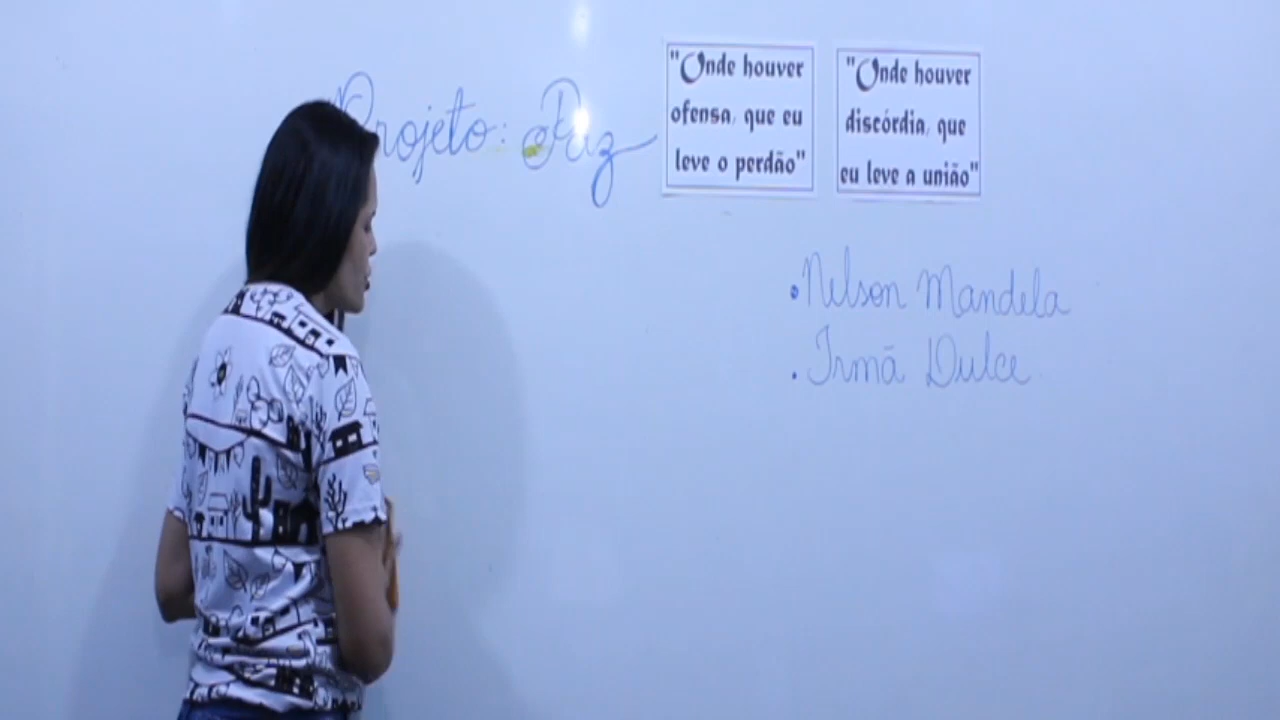 Projeto: Paz
"Onde houver
ofensa, que eu
leve o perdão"
"Onde houver
discórdia, que
eu leve a união"
• Nelson Mandela
• Irmã Dulce